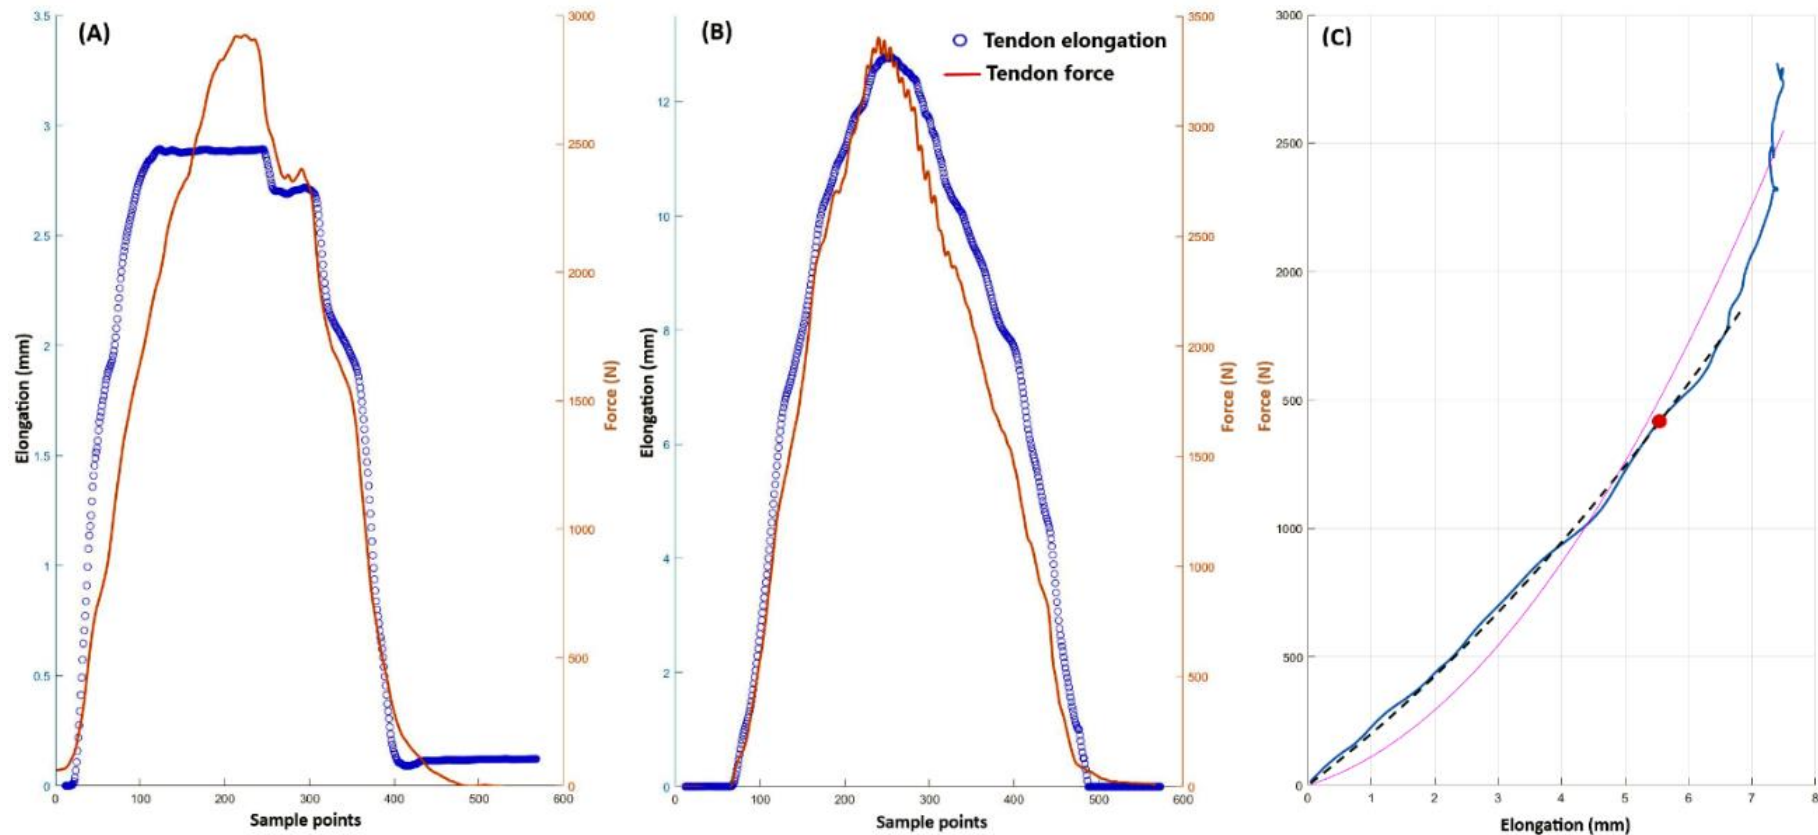 (A)
3.5
3
2.5
2
1.5
1
0.5
0
Elongation (mm)
3000
2500
2000
1500
1000
500
0
Force (N)
0 100 200 300 400 500 600
Sample points
(B)
Tendon elongation
Tendon force
12
10
8
6
4
2
0
Elongation (mm)
3500
3000
2500
2000
1500
1000
500
0
Force (N)
100 200 300 400 500 600
Sample points
(C)
3000
2500
2000
500
1000
500
0
Force (N)
0 1 2 3 4 5 6 7 8
Elongation (mm)